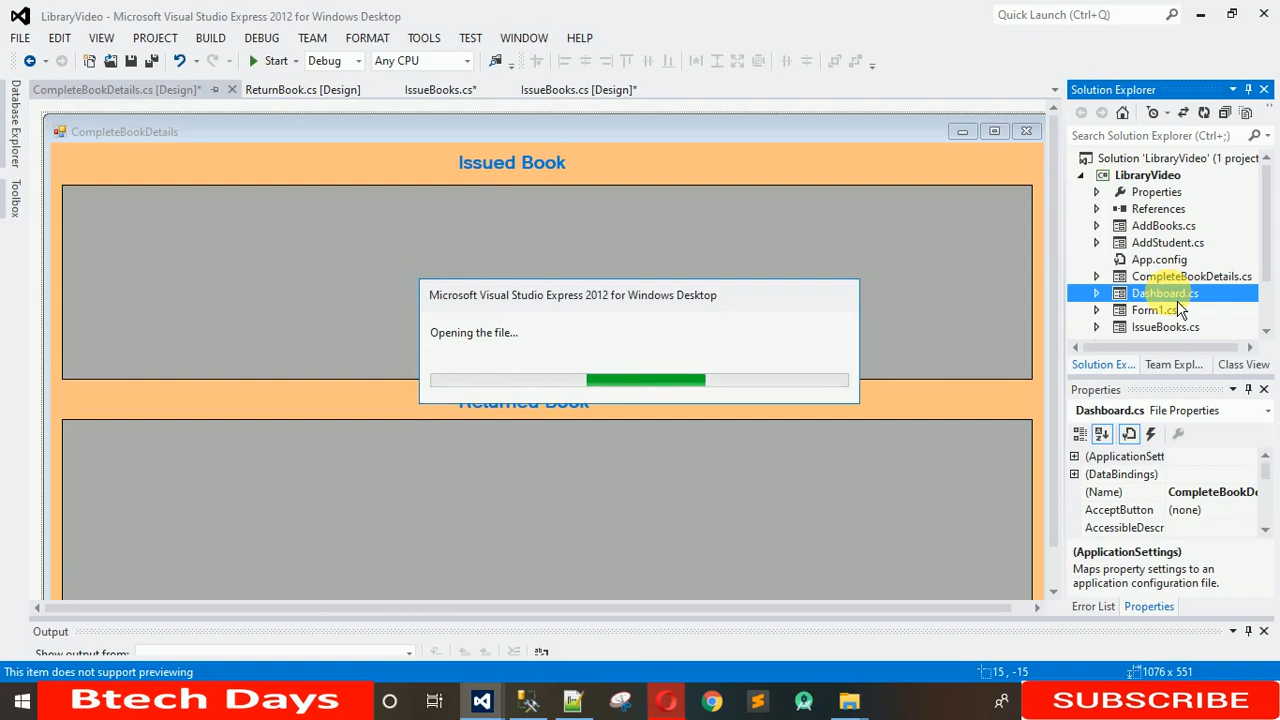 LibraryVideo - Microsoft Visual Studio Express 2012 for Windows Desktop
Quick Launch (Ctrl+Q)
FILE EDIT VIEW PROJECT BUILD DEBUG TEAM FORMAT TOOLS TEST WINDOW HELP
Start Debug Any CPU
CompleteBookDetails.cs [Design]* ReturnBook.cs [Design] IssueBooks.cs* IssueBooks.cs [Design]*
Database Explorer
Toolbox
CompleteBookDetails
Issued Book
Microsoft Visual Studio Express 2012 for Windows Desktop
Opening the file...
Returned Book
Solution Explorer
Search Solution Explorer (Ctrl+;)
Solution 'LibraryVideo' (1 project
LibraryVideo
Properties
References
AddBooks.cs
AddStudent.cs
App.config
CompleteBookDetails.cs
Dashboard.cs
Form1.cs
IssueBooks.cs
Solution Ex... Team Expl... Class View
Properties
Dashboard.cs File Properties
(ApplicationSett
(DataBindings)
(Name) CompleteBookDe
AcceptButton (none)
AccessibleDescr
(ApplicationSettings)
Maps property settings to an
application configuration file.
Error List Properties
Output
Show output from:
This item does not support previewing
15 , -15
1076 x 551
Btech Days
SUBSCRIBE